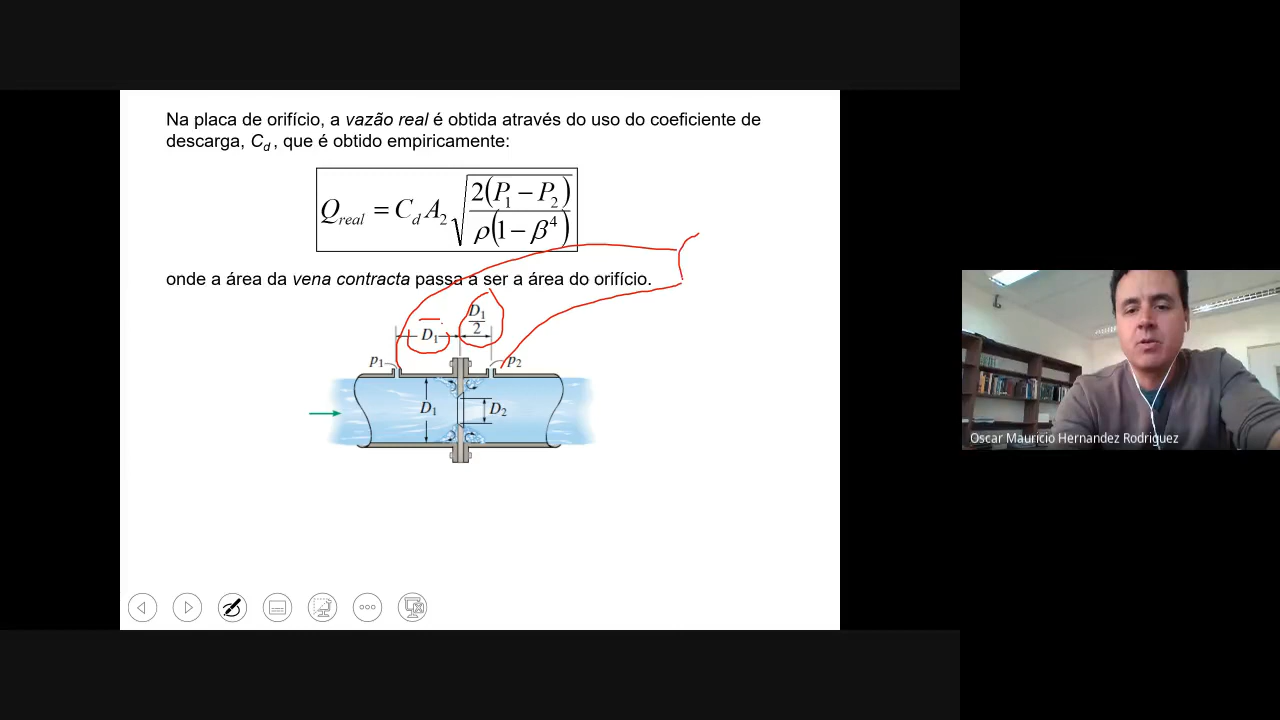 Na placa de orifício, a vazão real é obtida através do uso do coeficiente de
descarga, C_d , que é obtido empiricamente:
Q_real = C_d A_2 √(2(P_1 − P_2) / ρ(1 − β^4))
onde a área da vena contracta passa a ser a área do orifício.
D_1
D_1/2
p_1
p_2
D_1
D_2
Oscar Mauricio Hernandez Rodriguez